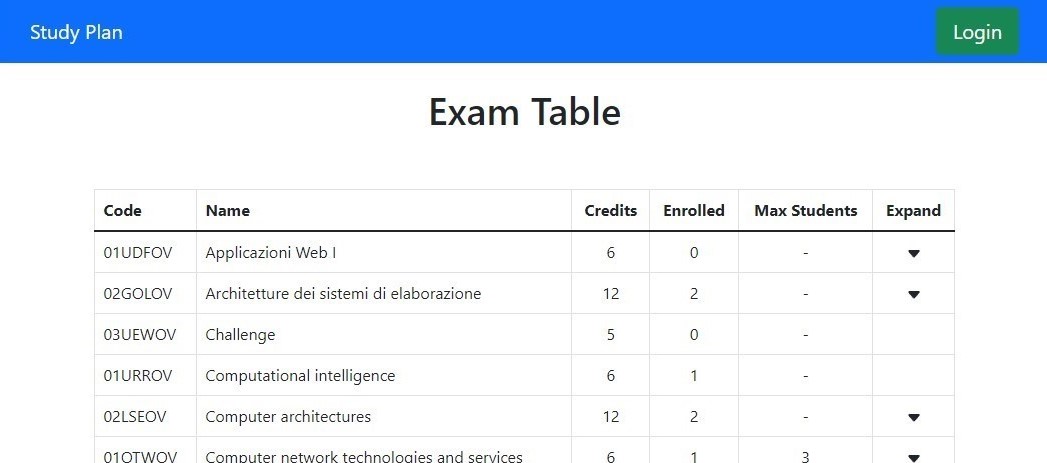 Study Plan Login
Exam Table
Code Name Credits Enrolled Max Students Expand
01UDFOV Applicazioni Web I 6 0 -
02GOLOV Architetture dei sistemi di elaborazione 12 2 -
03UEWOV Challenge 5 0 -
01URROV Computational intelligence 6 1 -
02LSEOV Computer architectures 12 2 -
01OTWOV Computer network technologies and services 6 1 3